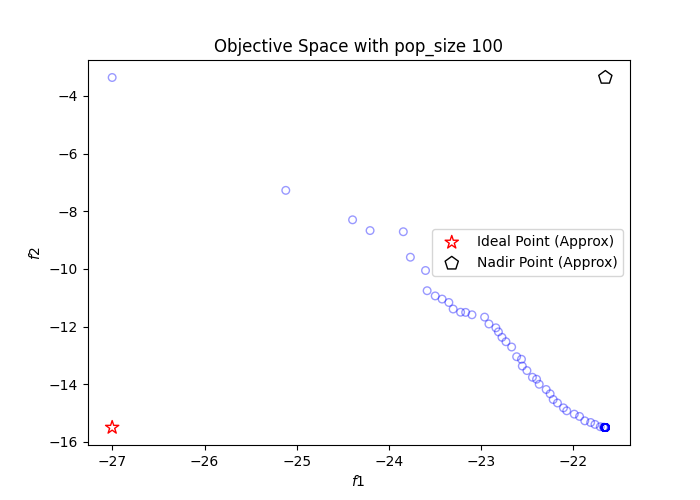 Objective Space with pop_size 100
f2
−4
−6
−8
−10
−12
−14
−16
Ideal Point (Approx)
Nadir Point (Approx)
−27 −26 −25 −24 −23 −22
f1